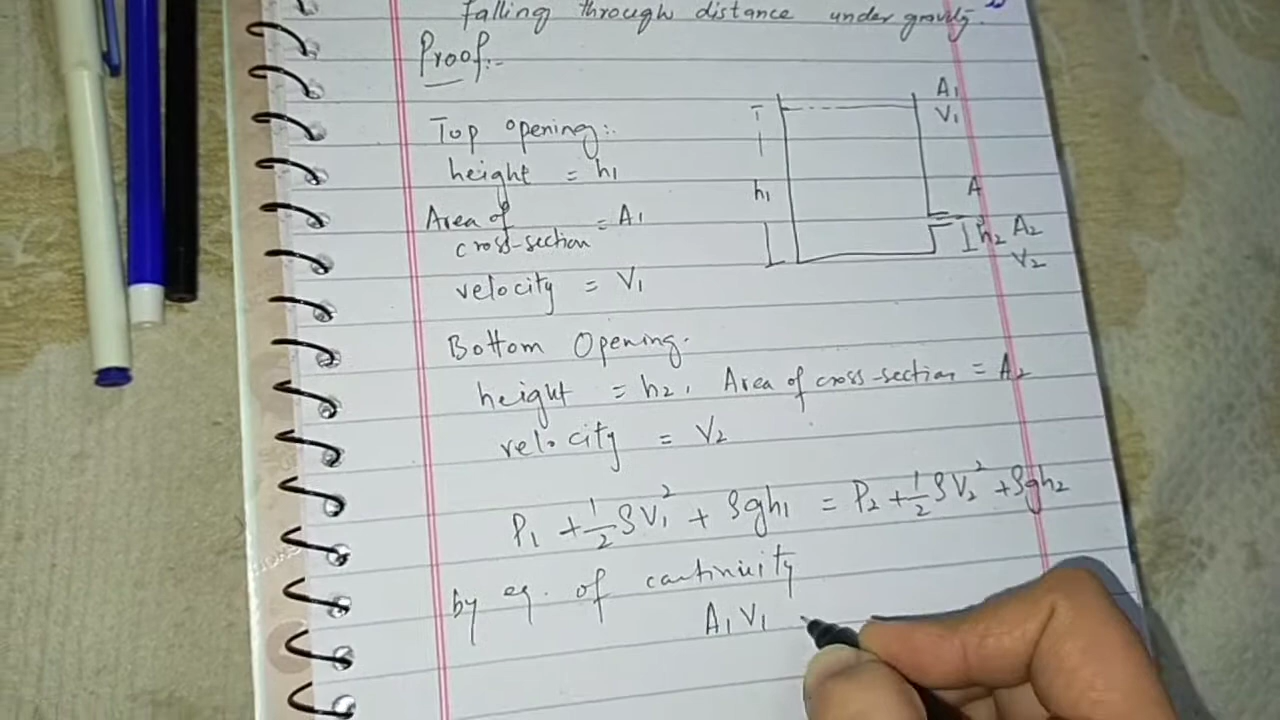 falling through distance under gravity."
Proof:-
Top opening:.
height = h₁
Area of
cross-section = A₁
velocity = V₁
A₁
V₁
h₁
A
h₂ A₂
V₂
Bottom Opening.
height = h₂, Area of cross-section = A₂
velocity = V₂
P₁ + 1/2 ρV₁² + ρgh₁ = P₂ + 1/2 ρV₂² + ρgh₂
by eq. of continuity
A₁V₁